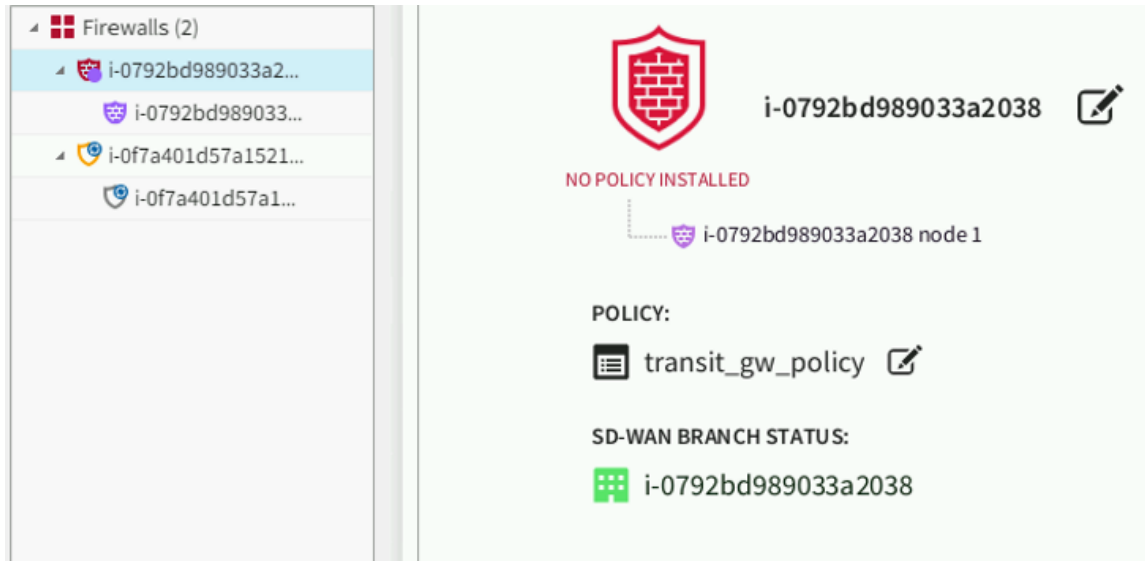 Firewalls (2)
i-0792bd989033a2...
i-0792bd989033...
i-0f7a401d57a1521...
i-0f7a401d57a1...
i-0792bd989033a2038
NO POLICY INSTALLED
i-0792bd989033a2038 node 1
POLICY:
transit_gw_policy
SD-WAN BRANCH STATUS:
i-0792bd989033a2038